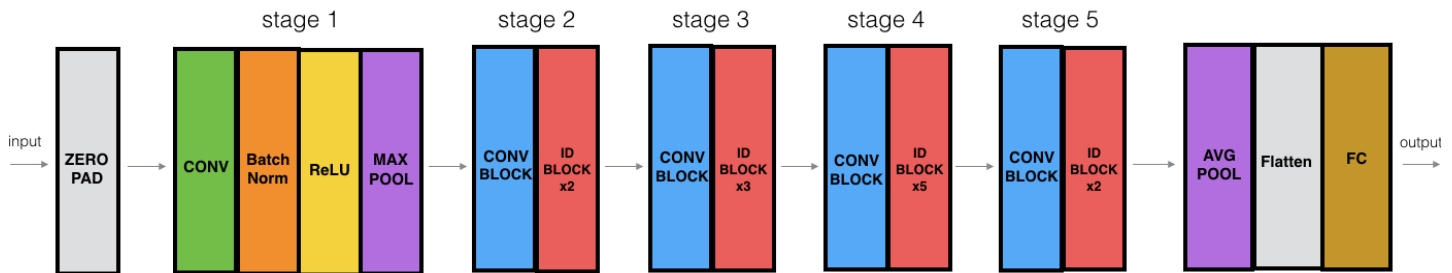 stage 1
stage 2
stage 3
stage 4
stage 5
input
ZERO
PAD
CONV
Batch
Norm
ReLU
MAX
POOL
CONV
BLOCK
ID
BLOCK
x2
CONV
BLOCK
ID
BLOCK
x3
CONV
BLOCK
ID
BLOCK
x5
CONV
BLOCK
ID
BLOCK
x2
AVG
POOL
Flatten
FC
output